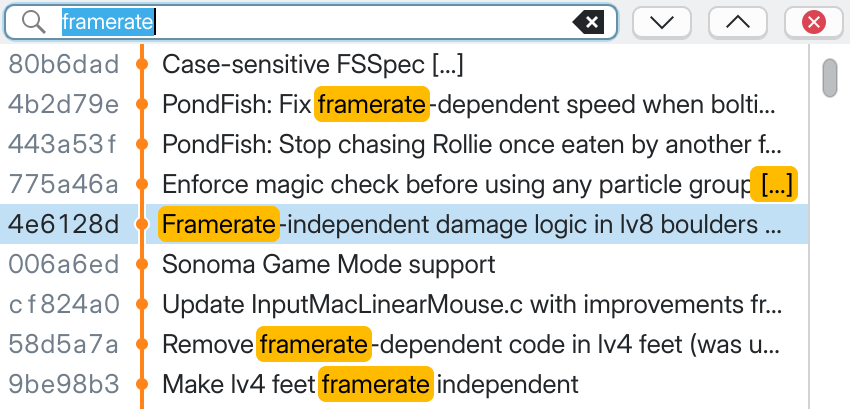 framerate
80b6dad Case-sensitive FSSpec [...]
4b2d79e PondFish: Fix framerate-dependent speed when bolti...
443a53f PondFish: Stop chasing Rollie once eaten by another f...
775a46a Enforce magic check before using any particle group [...]
4e6128d Framerate-independent damage logic in lv8 boulders ...
006a6ed Sonoma Game Mode support
cf824a0 Update InputMacLinearMouse.c with improvements fr...
58d5a7a Remove framerate-dependent code in lv4 feet (was u...
9be98b3 Make lv4 feet framerate independent